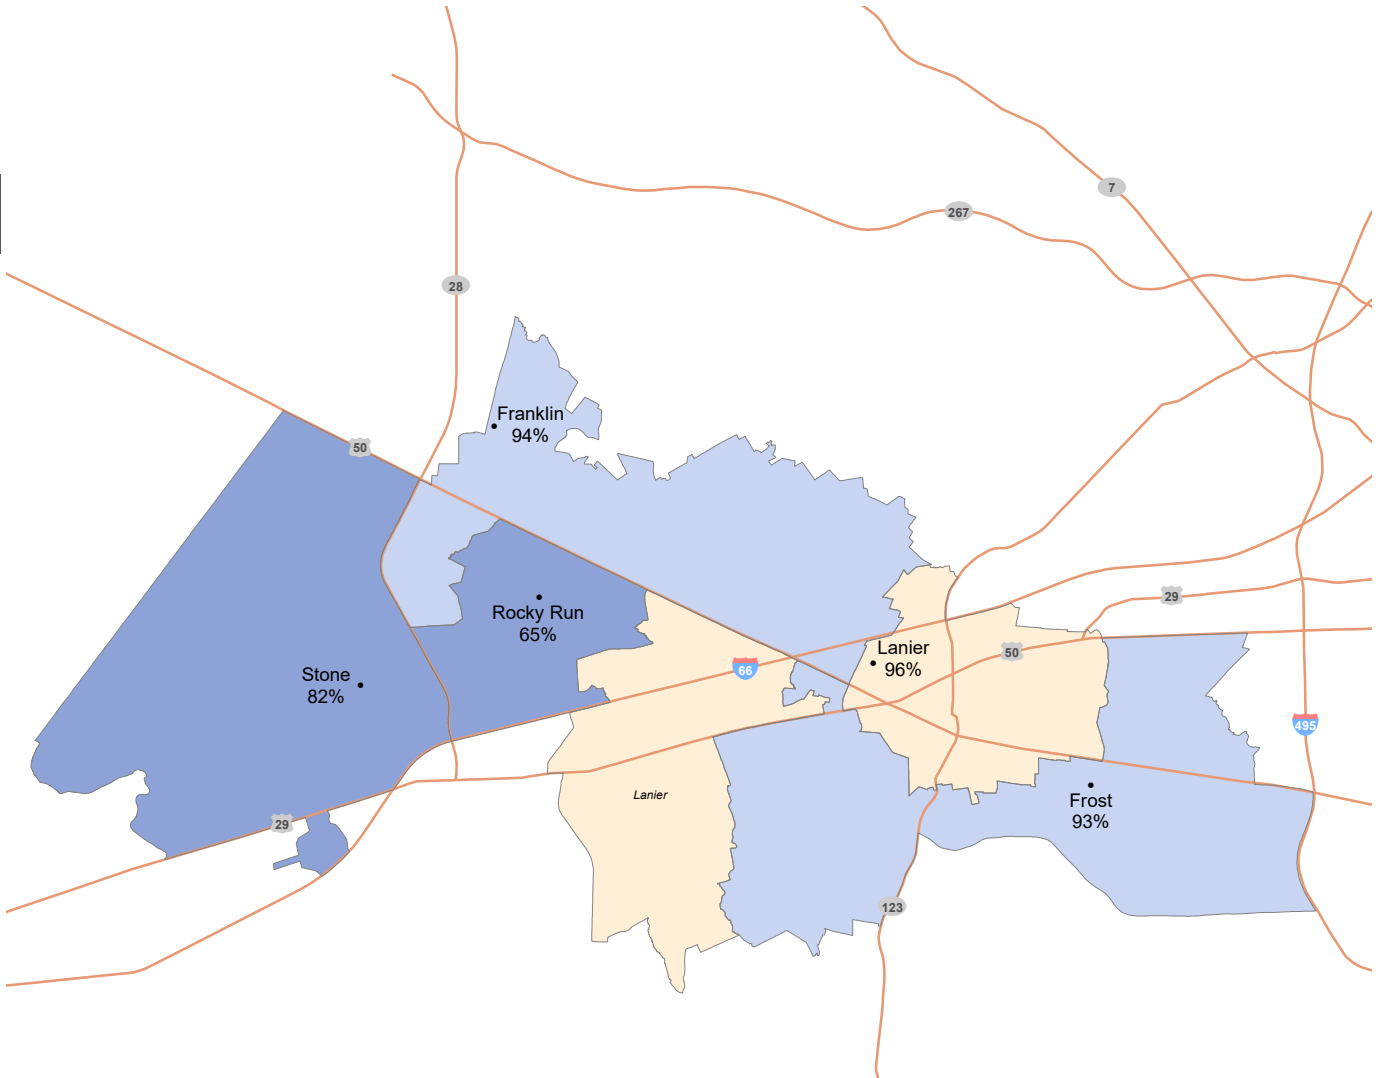 7
267
28
Franklin
94%
50
29
Rocky Run
65%
Lanier
96%
50
66
Stone
82%
495
Lanier
Frost
93%
29
123